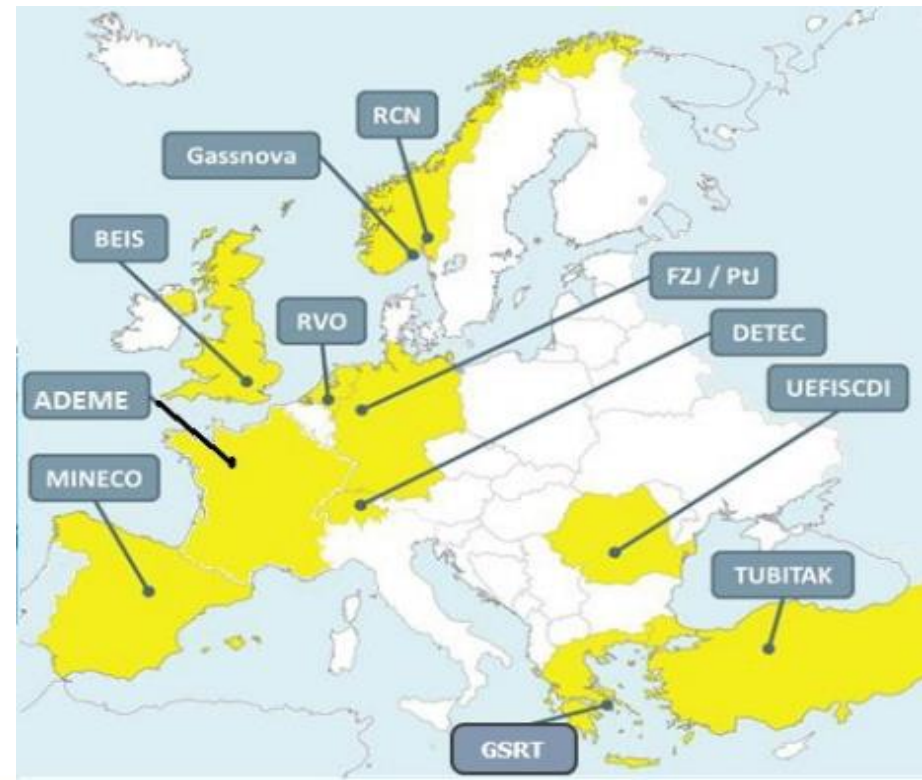 RCN
Gassnova
BEIS
FZJ / PtJ
RVO
DETEC
UEFISCDI
ADEME
MINECO
TUBITAK
GSRT